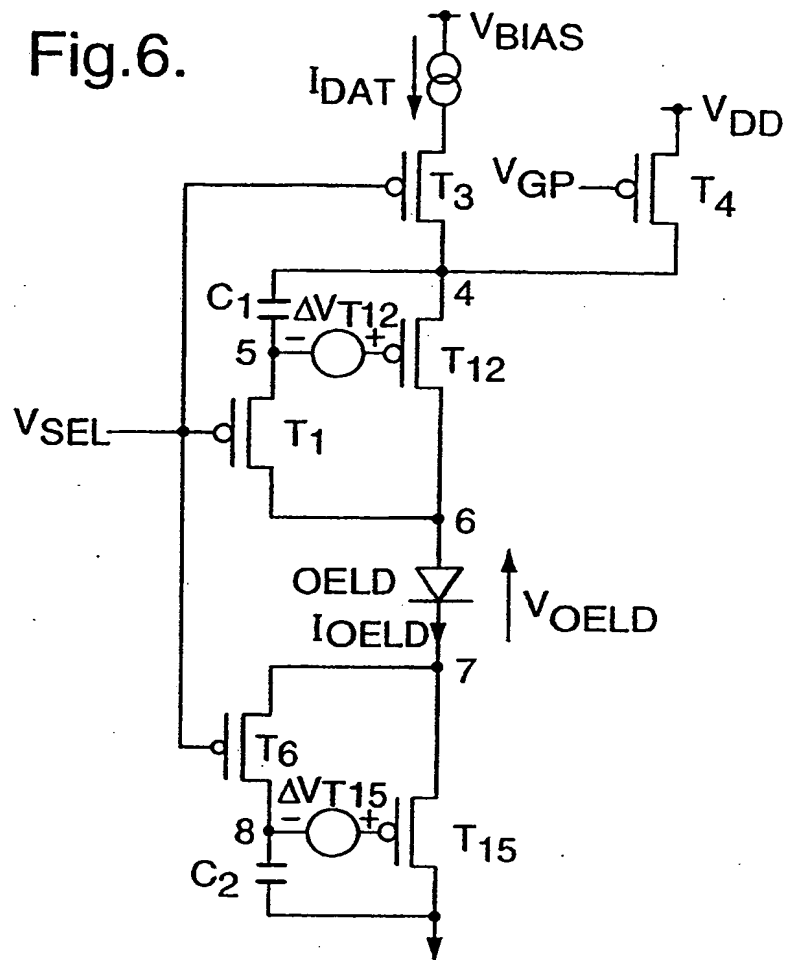 Fig.6.
VBIAS
IDAT
VDD
T3
VGP
T4
4
C1
ΔVT12
− +
5
T12
VSEL
T1
6
OELD
IOELD
VOELD
7
T6
ΔVT15
− +
8
T15
C2